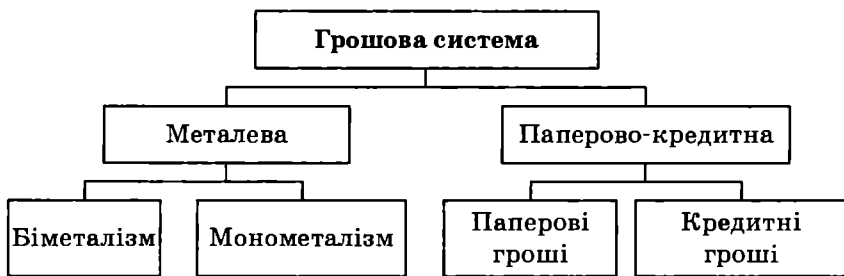 Грошова система
Металева
Паперово-кредитна
Біметалізм
Монометалізм
Паперові
гроші
Кредитні
гроші